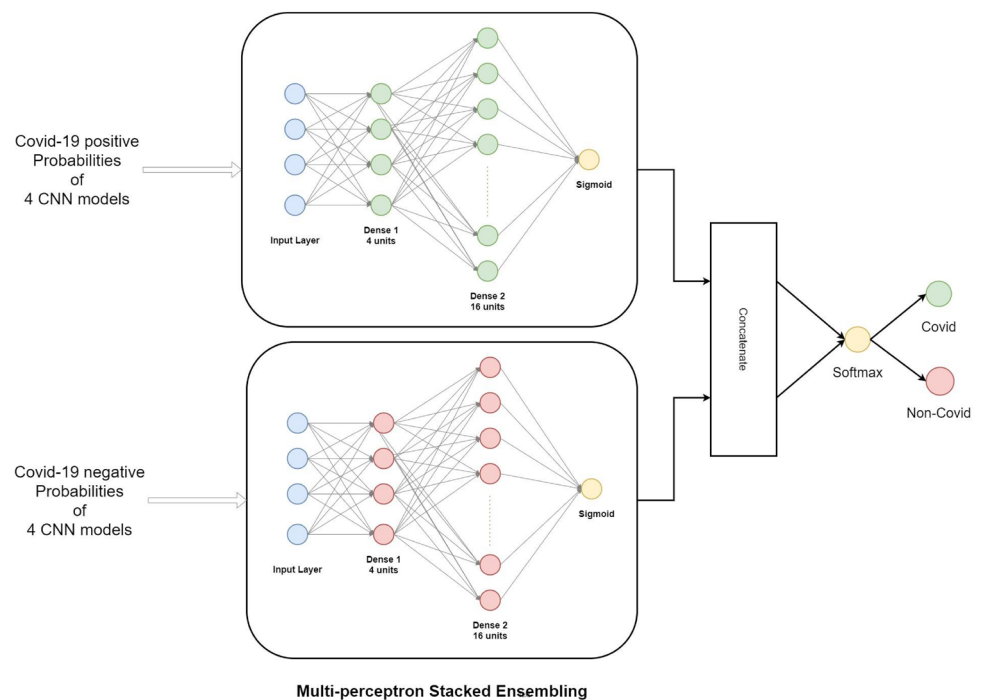 Covid-19 positive
Probabilities
of
4 CNN models
Input Layer
Dense 1
4 units
Dense 2
16 units
Sigmoid
Covid-19 negative
Probabilities
of
4 CNN models
Input Layer
Dense 1
4 units
Dense 2
16 units
Sigmoid
Concatenate
Softmax
Covid
Non-Covid
Multi-perceptron Stacked Ensembling